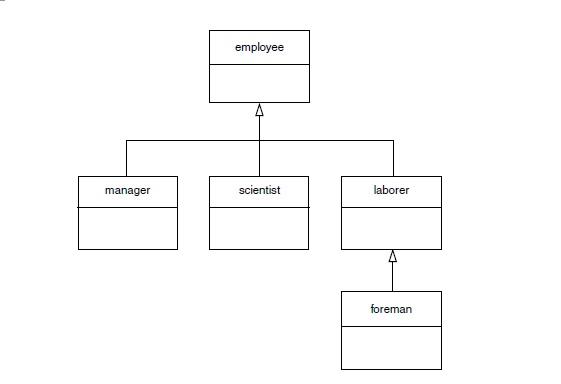 employee
manager
scientist
laborer
foreman